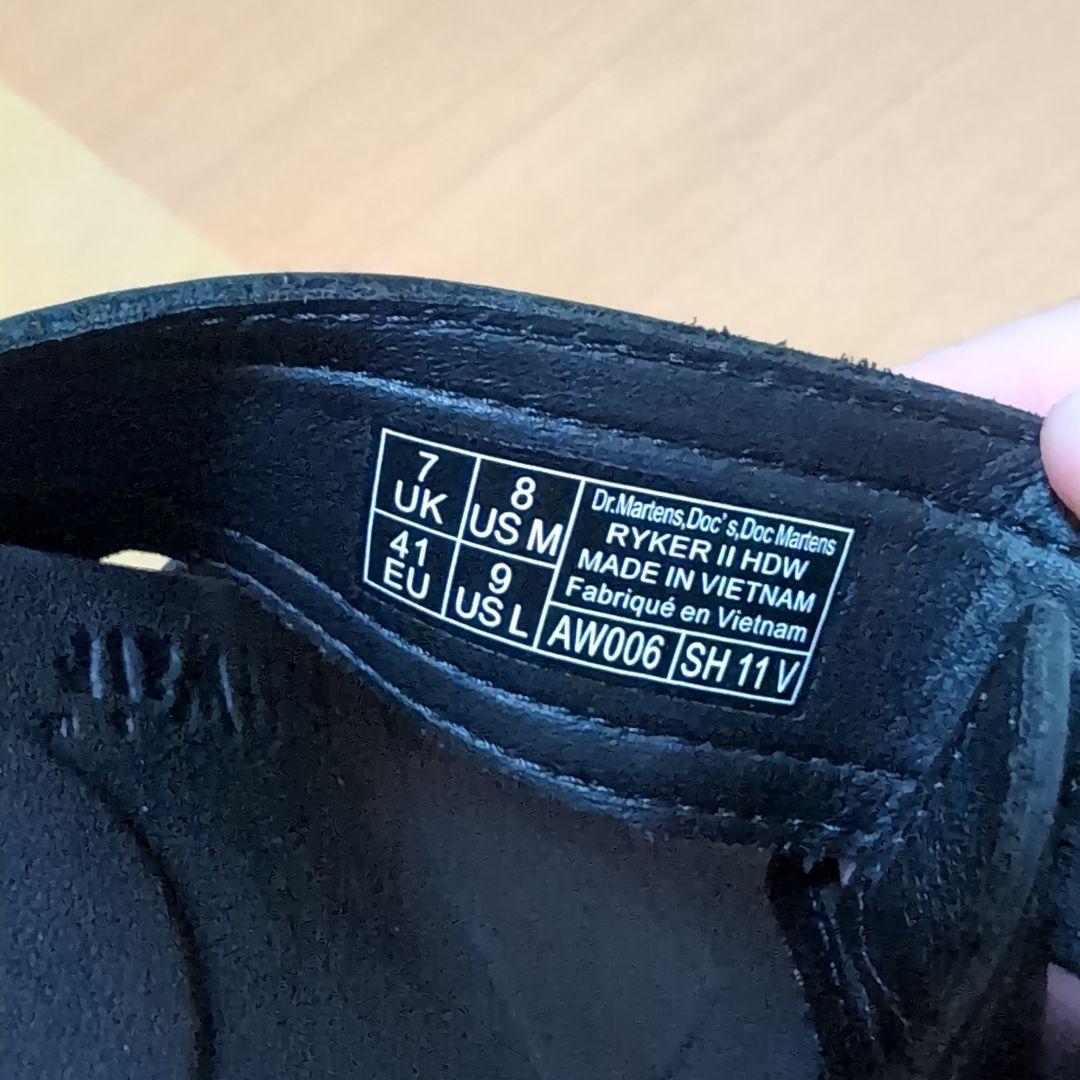 7
UK
8
US M
41
EU
9
US L
Dr.Martens,Doc's,Doc Martens
RYKER II HDW
MADE IN VIETNAM
Fabriqué en Vietnam
AW006
SH 11 V